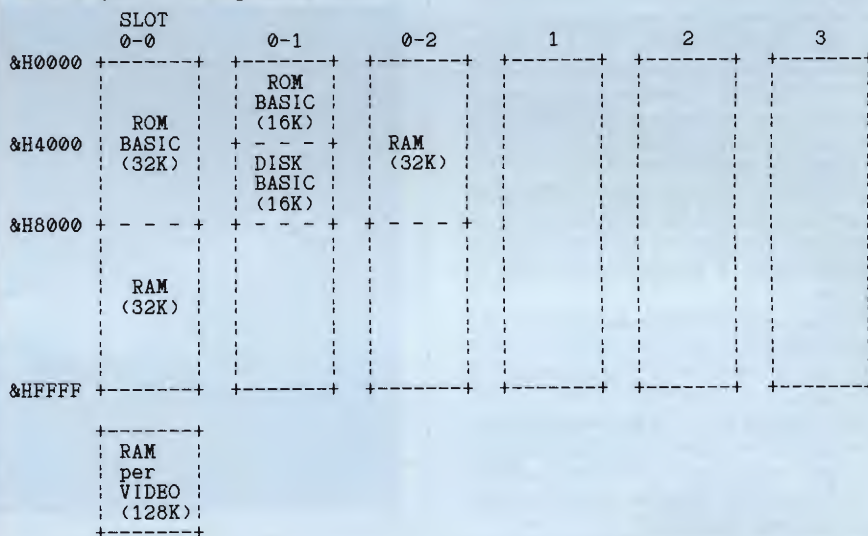 SLOT
0-0 0-1 0-2 1 2 3
&H0000
ROM
BASIC
(16K)
ROM
&H4000 BASIC RAM
(32K) DISK (32K)
BASIC
(16K)
&H8000
RAM
(32K)
&HFFFF
RAM
per
VIDEO
(128K)